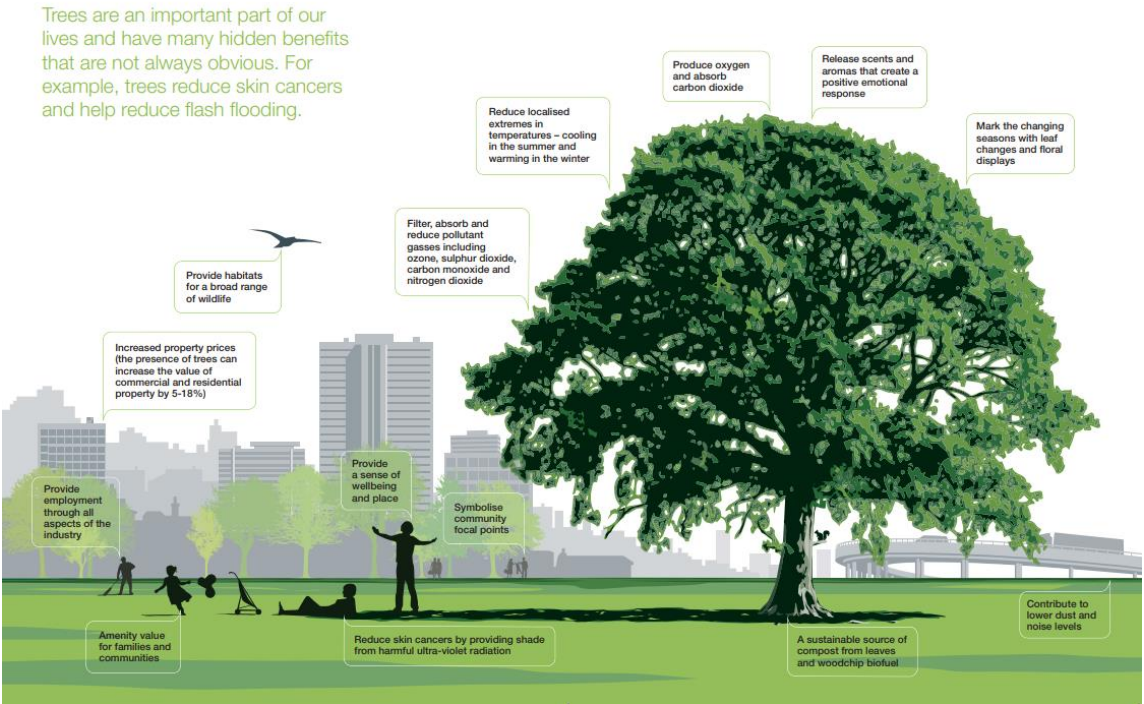 Trees are an important part of our
lives and have many hidden benefits
that are not always obvious. For
example, trees reduce skin cancers
and help reduce flash flooding.
Produce oxygen
and absorb
carbon dioxide
Release scents and
aromas that create a
positive emotional
response
Reduce localised
extremes in
temperatures – cooling
in the summer and
warming in the winter
Mark the changing
seasons with leaf
changes and floral
displays
Filter, absorb and
reduce pollutant
gasses including
ozone, sulphur dioxide,
carbon monoxide and
nitrogen dioxide
Provide habitats
for a broad range
of wildlife
Increased property prices
(the presence of trees can
increase the value of
commercial and residential
property by 5-18%)
Provide
employment
through all
aspects of the
industry
Provide
a sense of
wellbeing
and place
Symbolise
community
focal points
Amenity value
for families and
communities
Reduce skin cancers by providing shade
from harmful ultra-violet radiation
A sustainable source of
compost from leaves
and woodchip biofuel
Contribute to
lower dust and
noise levels